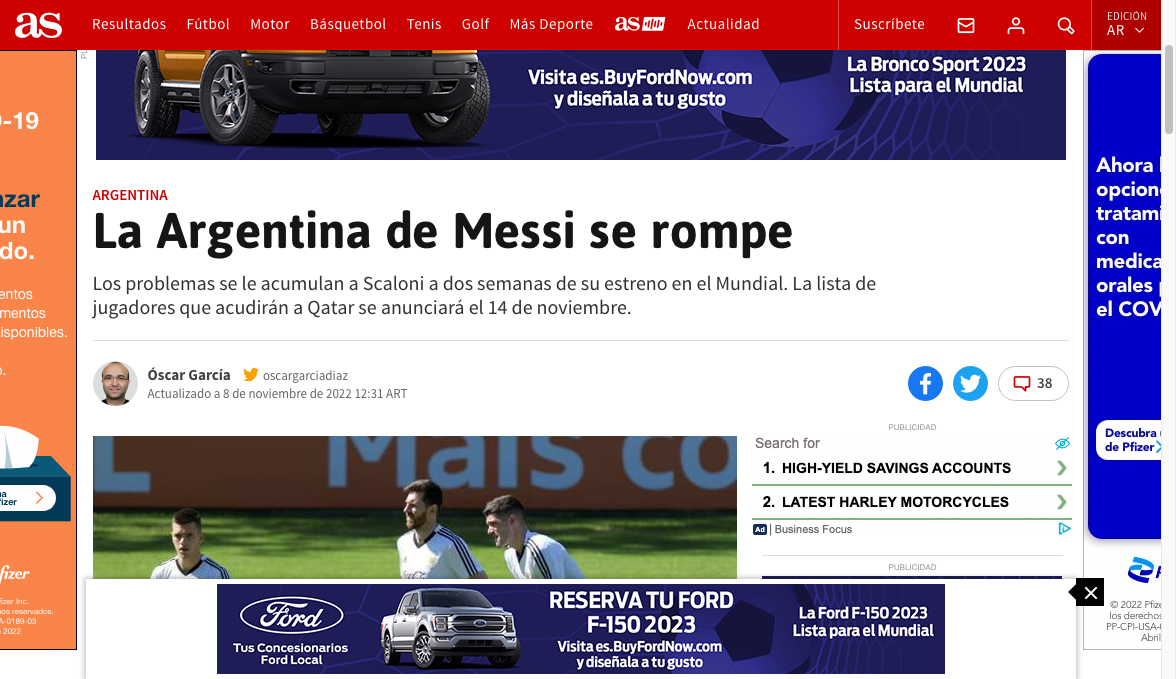 as
Resultados
Fútbol
Motor
Básquetbol
Tenis
Golf
Más Deporte
as
Actualidad
Suscríbete
EDICIÓN
AR
Visita es.BuyFordNow.com
y diseñala a tu gusto
La Bronco Sport 2023
Lista para el Mundial
-19
un
do.
ARGENTINA
La Argentina de Messi se rompe
Los problemas se le acumulan a Scaloni a dos semanas de su estreno en el Mundial. La lista de
jugadores que acudirán a Qatar se anunciará el 14 de noviembre.
Óscar García
oscargarciadiaz
Actualizado a 8 de noviembre de 2022 12:31 ART
38
PUBLICIDAD
Search for
1. HIGH-YIELD SAVINGS ACCOUNTS
2. LATEST HARLEY MOTORCYCLES
Ad | Business Focus
PUBLICIDAD
Mais co
Ahora
opcion
tratami
con
medica
orales
el COV
Descubra
de Pfizer
© 2022 Pfize
los derechos
PP-CPI-USA-
Abril
Ford
Tus Concesionarios
Ford Local
RESERVA TU FORD
F-150 2023
Visita es.BuyFordNow.com
y diseñala a tu gusto
La Ford F-150 2023
Lista para el Mundial
fizer
fizer Inc.
os reservados.
A-0189-03
2022